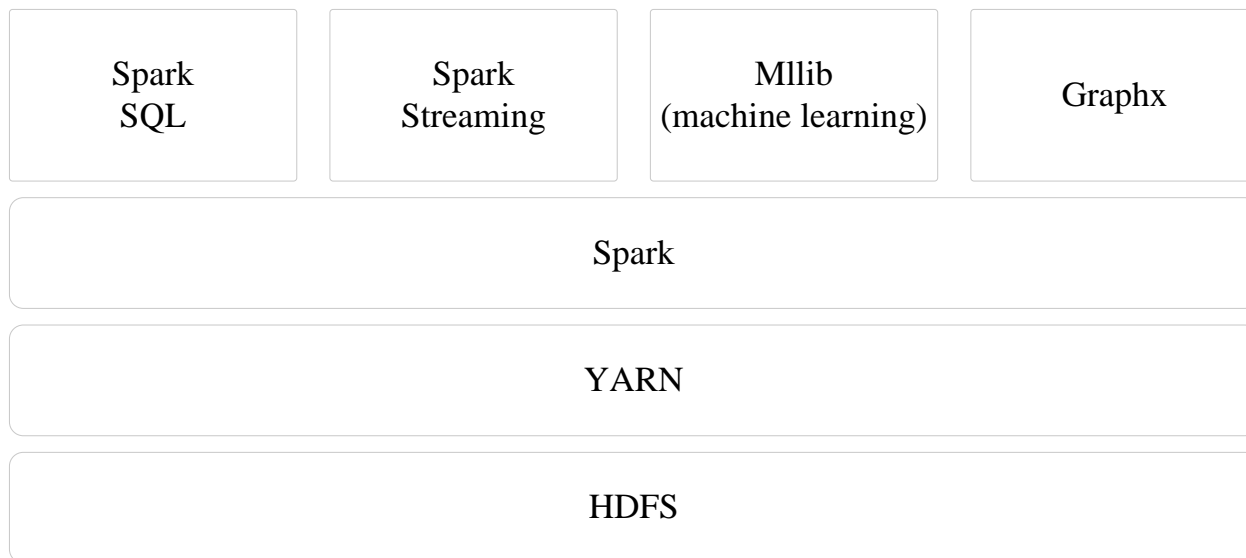 Spark
SQL
Spark
Streaming
Mllib
(machine learning)
Graphx
Spark
YARN
HDFS